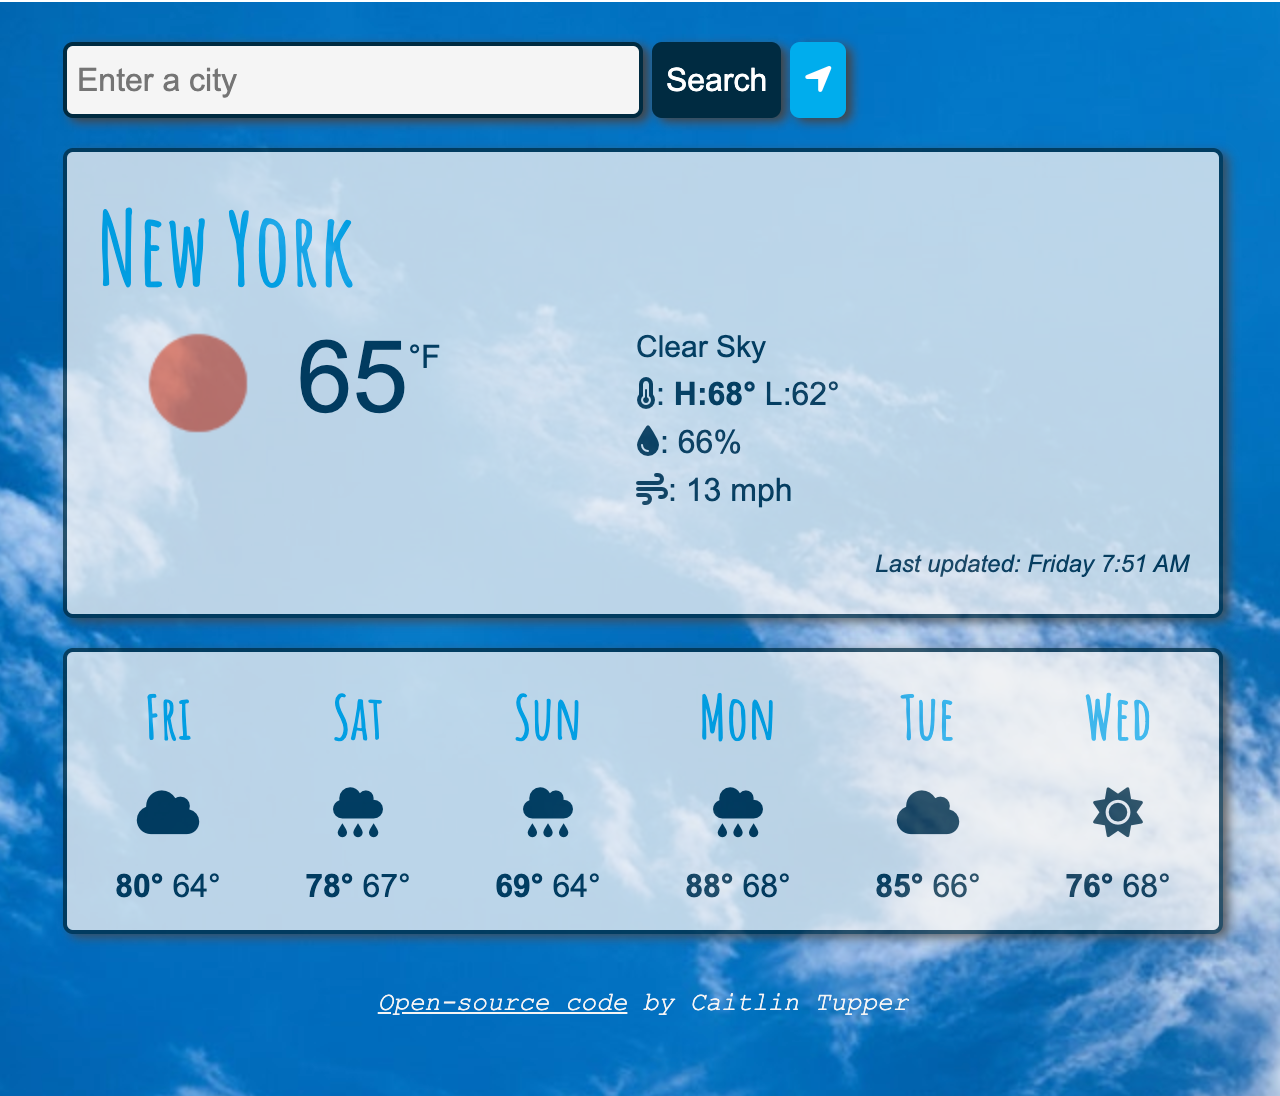 Enter a city
Search
New York
65°F
Clear Sky
: H:68° L:62°
: 66%
: 13 mph
Last updated: Friday 7:51 AM
Fri Sat Sun Mon Tue Wed
80° 64° 78° 67° 69° 64° 88° 68° 85° 66° 76° 68°
Open-source code by Caitlin Tupper